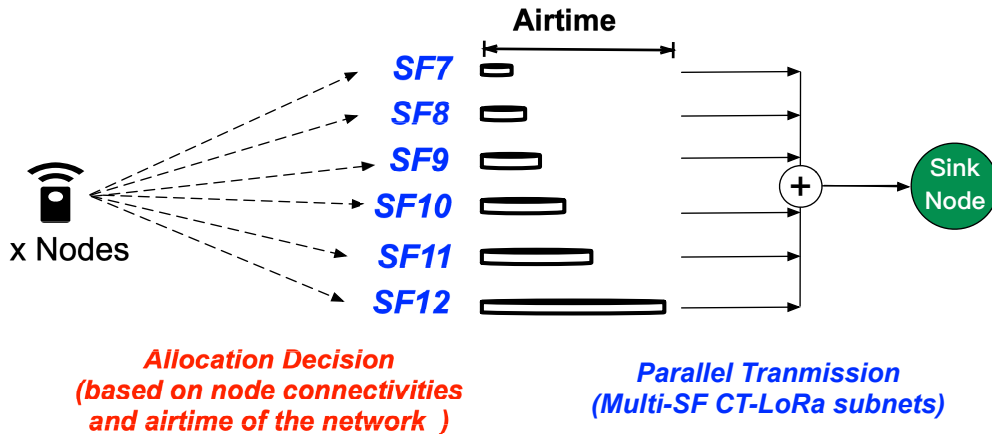 Airtime
SF7
SF8
SF9
SF10
SF11
SF12
x Nodes
+
Sink
Node
Allocation Decision
(based on node connectivities
and airtime of the network )
Parallel Tranmission
(Multi-SF CT-LoRa subnets)